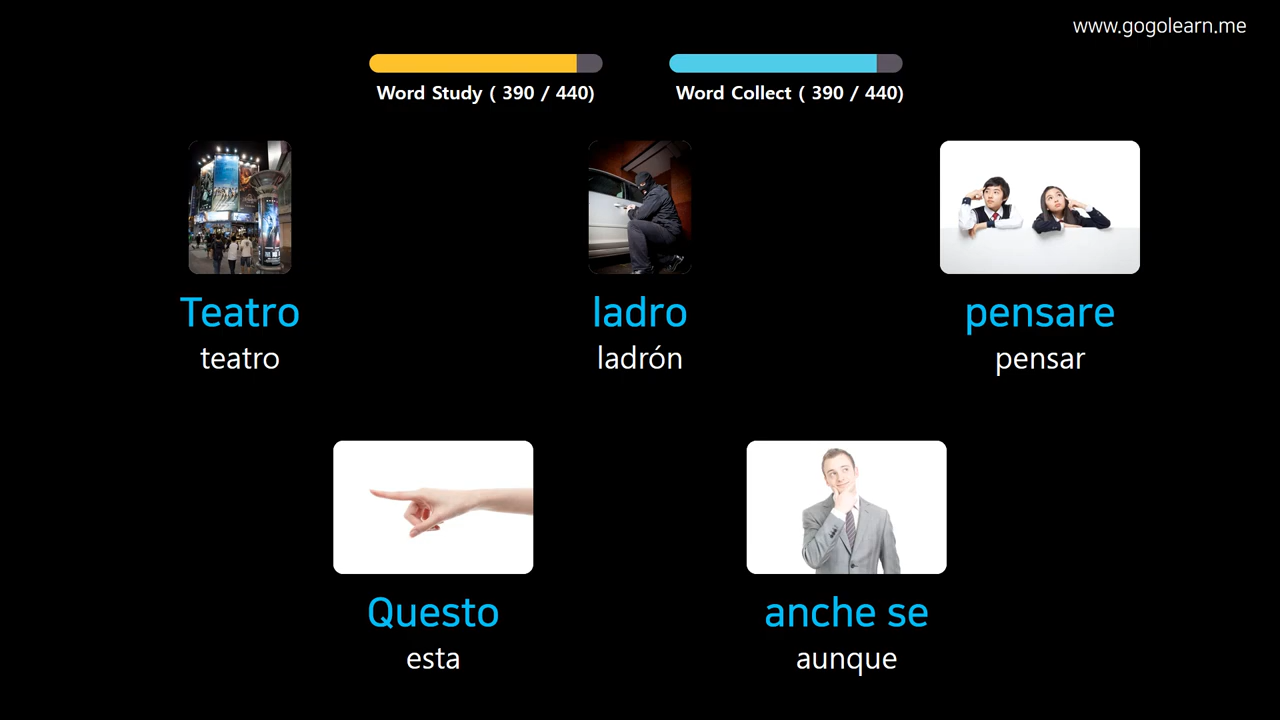 www.gogolearn.me
Word Study ( 390 / 440)
Word Collect ( 390 / 440)
Teatro
teatro
ladro
ladrón
pensare
pensar
Questo
esta
anche se
aunque